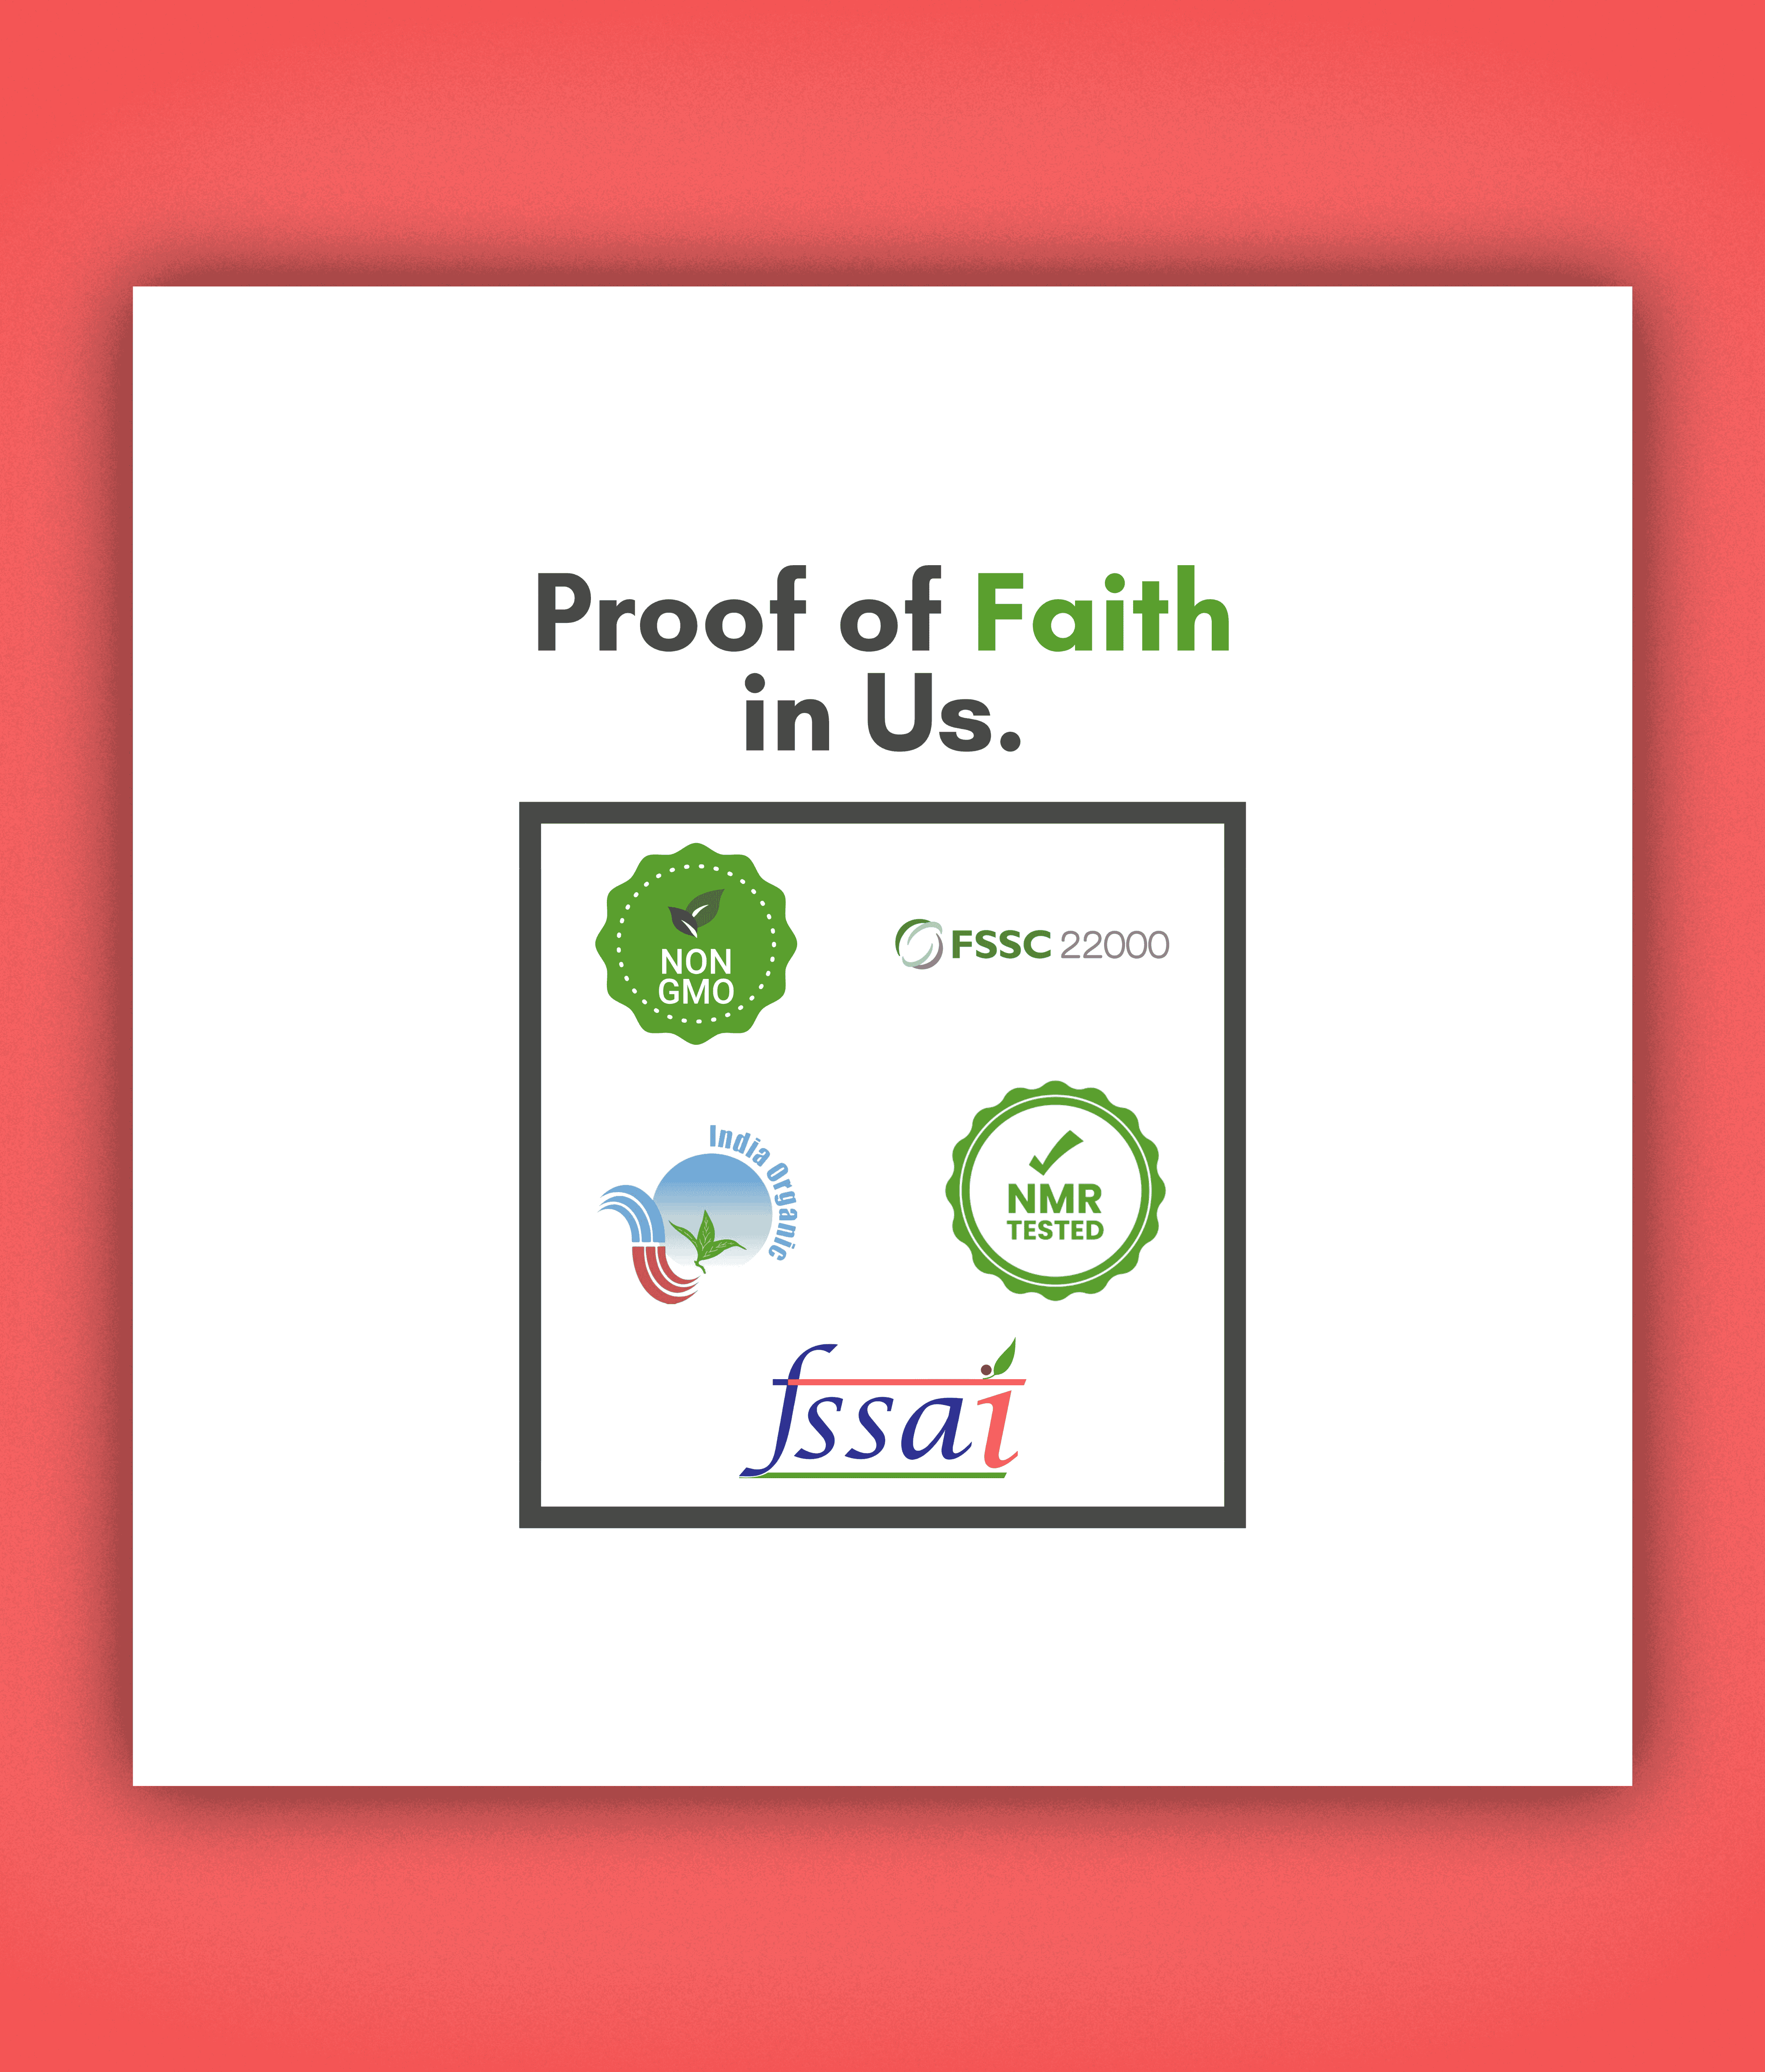 Proof of Faith
in Us.
NON
GMO
FSSC 22000
India Organic
NMR
TESTED
fssai